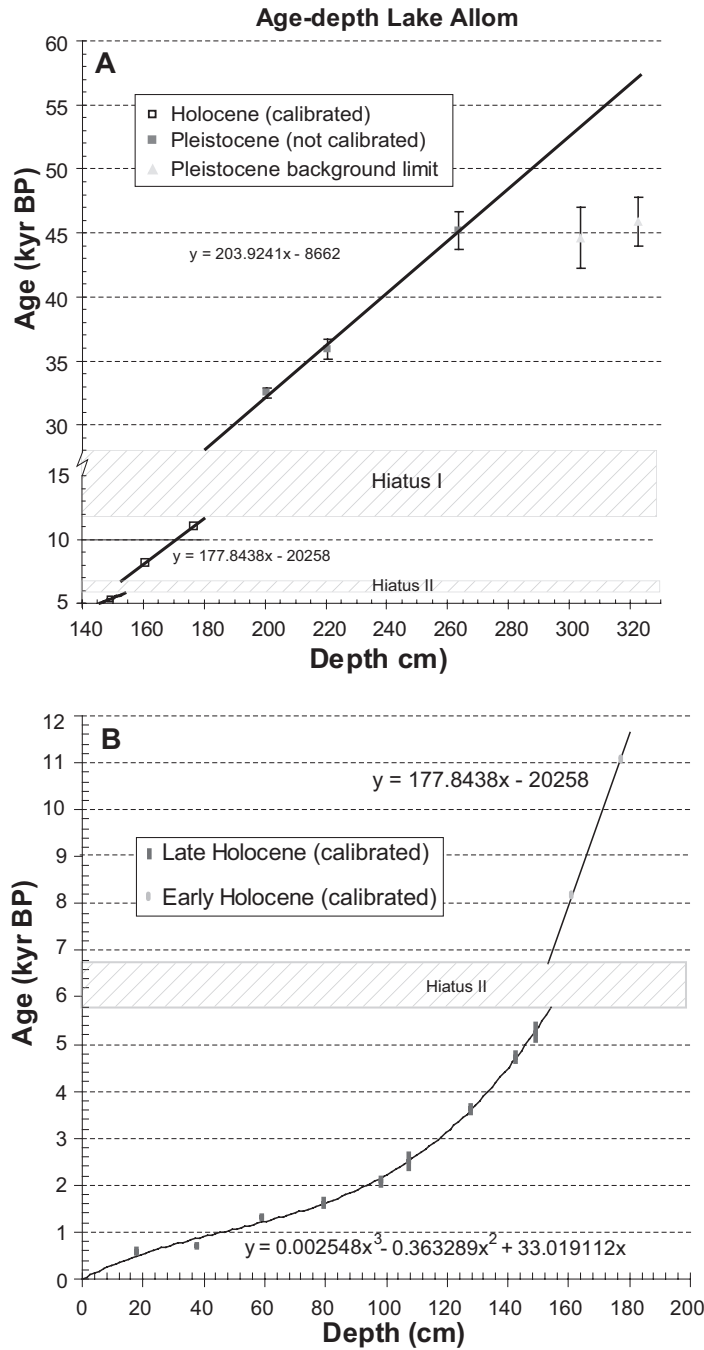 Age-depth Lake Allom
A
60
55
50
45
40
35
30
15
10
5
Age (kyr BP)
Holocene (calibrated)
Pleistocene (not calibrated)
Pleistocene background limit
y = 203.9241x - 8662
Hiatus I
y = 177.8438x - 20258
Hiatus II
140 160 180 200 220 240 260 280 300 320
Depth cm)
B
12
11
10
9
8
7
6
5
4
3
2
1
0
Age (kyr BP)
y = 177.8438x - 20258
Late Holocene (calibrated)
Early Holocene (calibrated)
Hiatus II
y = 0.002548x³- 0.363289x² + 33.019112x
0 20 40 60 80 100 120 140 160 180 200
Depth (cm)